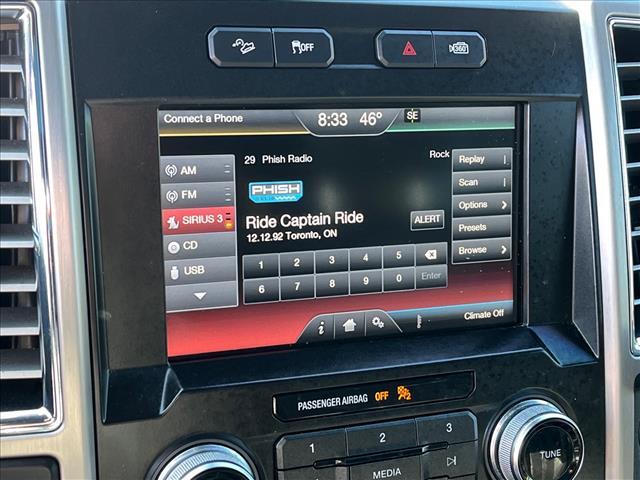 OFF
360
Connect a Phone
8:33 46°
SE
29 Phish Radio
Rock
AM
FM
SIRIUS 3
CD
USB
PHISH
Ride Captain Ride
12.12.92 Toronto, ON
ALERT
Replay
Scan
Options
Presets
Browse
1 2 3 4 5
6 7 8 9 0 Enter
Climate Off
PASSENGER AIRBAG OFF 2
1 2 3
MEDIA
TUNE